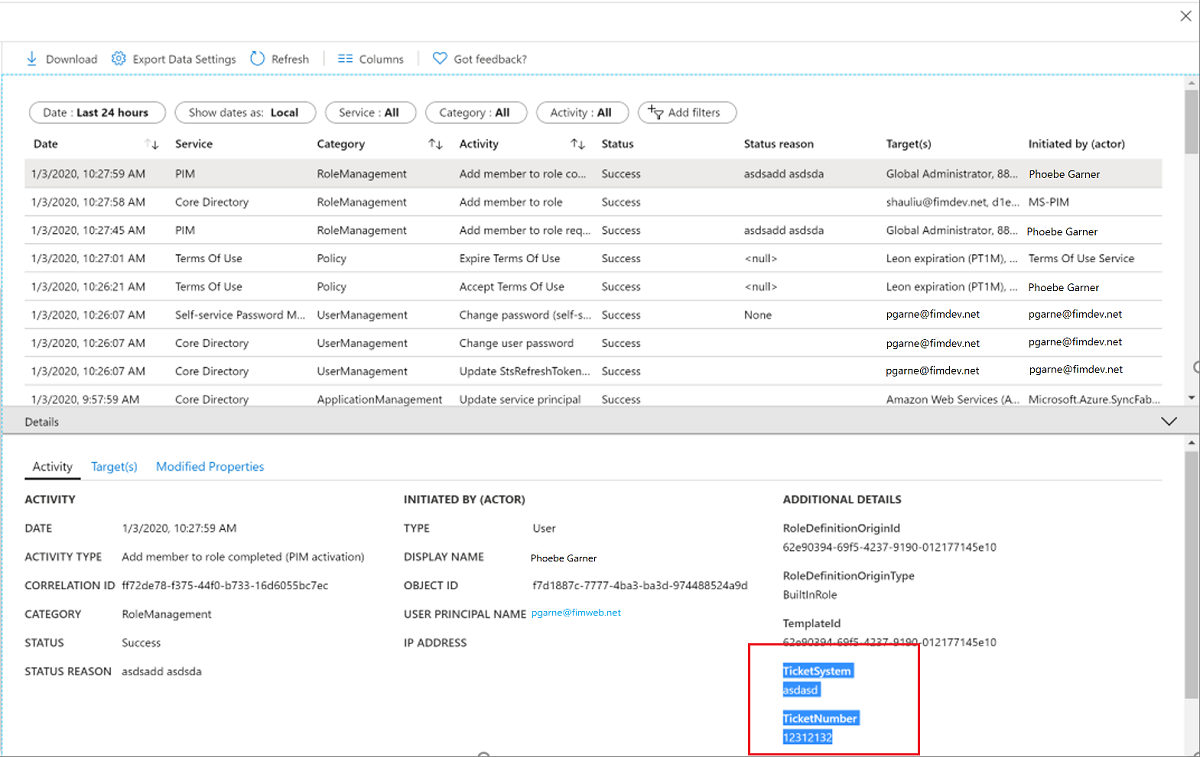 Download Export Data Settings Refresh Columns Got feedback?
Date : Last 24 hours Show dates as: Local Service : All Category : All Activity : All Add filters
Date Service Category Activity Status Status reason Target(s) Initiated by (actor)
1/3/2020, 10:27:59 AM PIM RoleManagement Add member to role co... Success asdsadd asdsda Global Administrator, 88... Phoebe Garner
1/3/2020, 10:27:58 AM Core Directory RoleManagement Add member to role Success shauliu@fimdev.net, d1e... MS-PIM
1/3/2020, 10:27:45 AM PIM RoleManagement Add member to role req... Success asdsadd asdsda Global Administrator, 88... Phoebe Garner
1/3/2020, 10:27:01 AM Terms Of Use Policy Expire Terms Of Use Success <null> Leon expiration (PT1M), ... Terms Of Use Service
1/3/2020, 10:26:21 AM Terms Of Use Policy Accept Terms Of Use Success <null> Leon expiration (PT1M), ... Phoebe Garner
1/3/2020, 10:26:07 AM Self-service Password M... UserManagement Change password (self-s... Success None pgarne@fimdev.net pgarne@fimdev.net
1/3/2020, 10:26:07 AM Core Directory UserManagement Change user password Success pgarne@fimdev.net pgarne@fimdev.net
1/3/2020, 10:26:07 AM Core Directory UserManagement Update StsRefreshToken... Success pgarne@fimdev.net pgarne@fimdev.net
1/3/2020, 9:57:59 AM Core Directory ApplicationManagement Update service principal Success Amazon Web Services (A... Microsoft.Azure.SyncFab...
Details
Activity Target(s) Modified Properties
ACTIVITY INITIATED BY (ACTOR) ADDITIONAL DETAILS
DATE 1/3/2020, 10:27:59 AM TYPE User RoleDefinitionOriginId
62e90394-69f5-4237-9190-012177145e10
ACTIVITY TYPE Add member to role completed (PIM activation) DISPLAY NAME Phoebe Garner
RoleDefinitionOriginType
CORRELATION ID ff72de78-f375-44f0-b733-16d6055bc7ec OBJECT ID f7d1887c-7777-4ba3-ba3d-974488524a9d
BuiltInRole
CATEGORY RoleManagement USER PRINCIPAL NAME pgarne@fimweb.net
TemplateId
STATUS Success IP ADDRESS 62e90394-69f5-4237-9190-012177145e10
STATUS REASON asdsadd asdsda TicketSystem
asdasd
TicketNumber
12312132